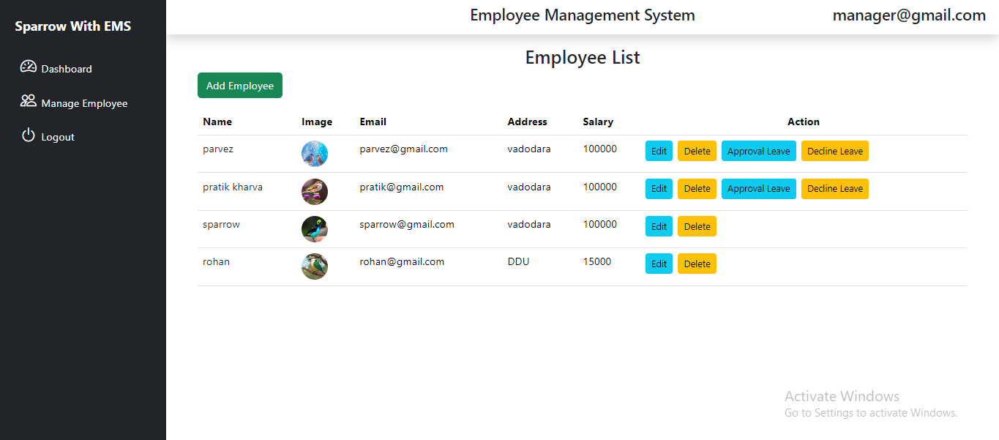 Sparrow With EMS
Dashboard
Manage Employee
Logout
Employee Management System manager@gmail.com
Employee List
Add Employee
Name Image Email Address Salary Action
parvez parvez@gmail.com vadodara 100000 Edit Delete Approval Leave Decline Leave
pratik kharva pratik@gmail.com vadodara 100000 Edit Delete Approval Leave Decline Leave
sparrow sparrow@gmail.com vadodara 100000 Edit Delete
rohan rohan@gmail.com DDU 15000 Edit Delete
Activate Windows
Go to Settings to activate Windows.